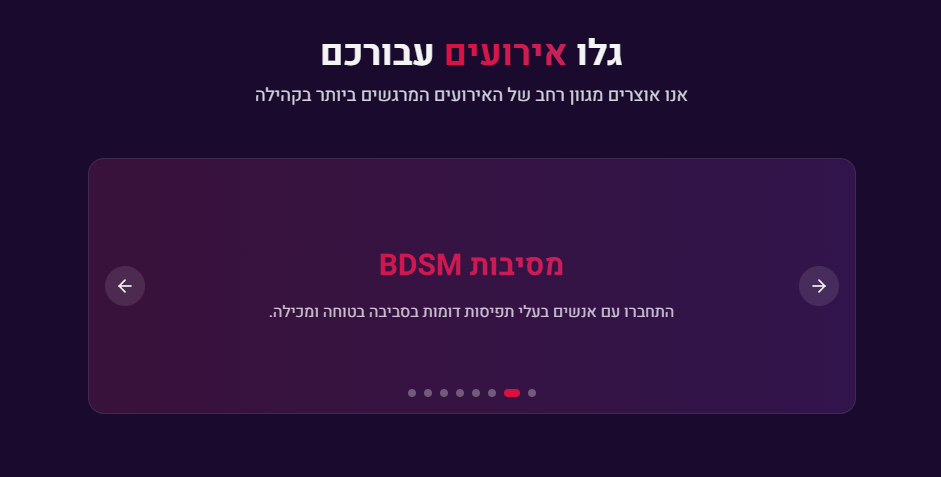 גלו אירועים עבורכם
אנו אוצרים מגוון רחב של האירועים המרגשים ביותר בקהילה
מסיבות BDSM
התחברו עם אנשים בעלי תפיסות דומות בסביבה בטוחה ומכילה.